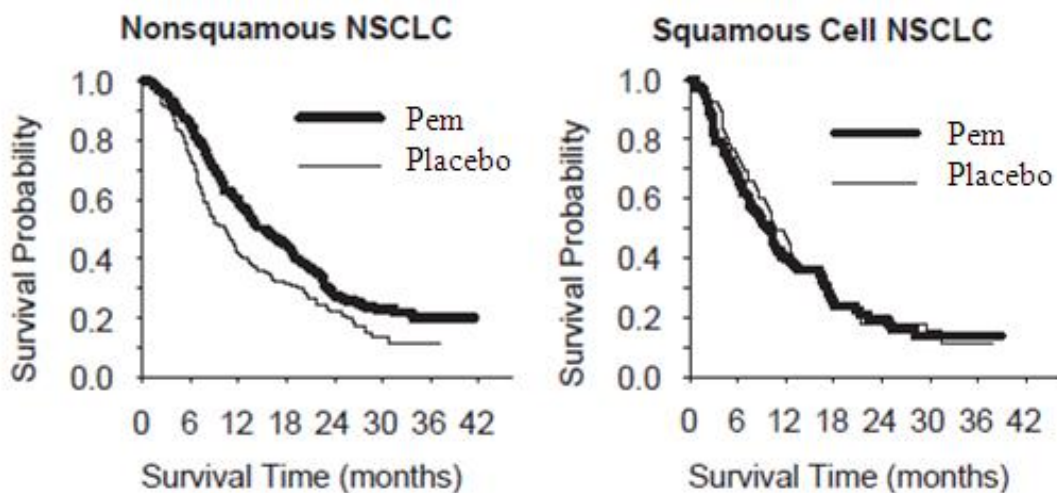 Nonsquamous NSCLC
Survival Probability
1.0
0.8
0.6
0.4
0.2
0.0
Pem
Placebo
0 6 12 18 24 30 36 42
Survival Time (months)
Squamous Cell NSCLC
Survival Probability
1.0
0.8
0.6
0.4
0.2
0.0
Pem
Placebo
0 6 12 18 24 30 36 42
Survival Time (months)